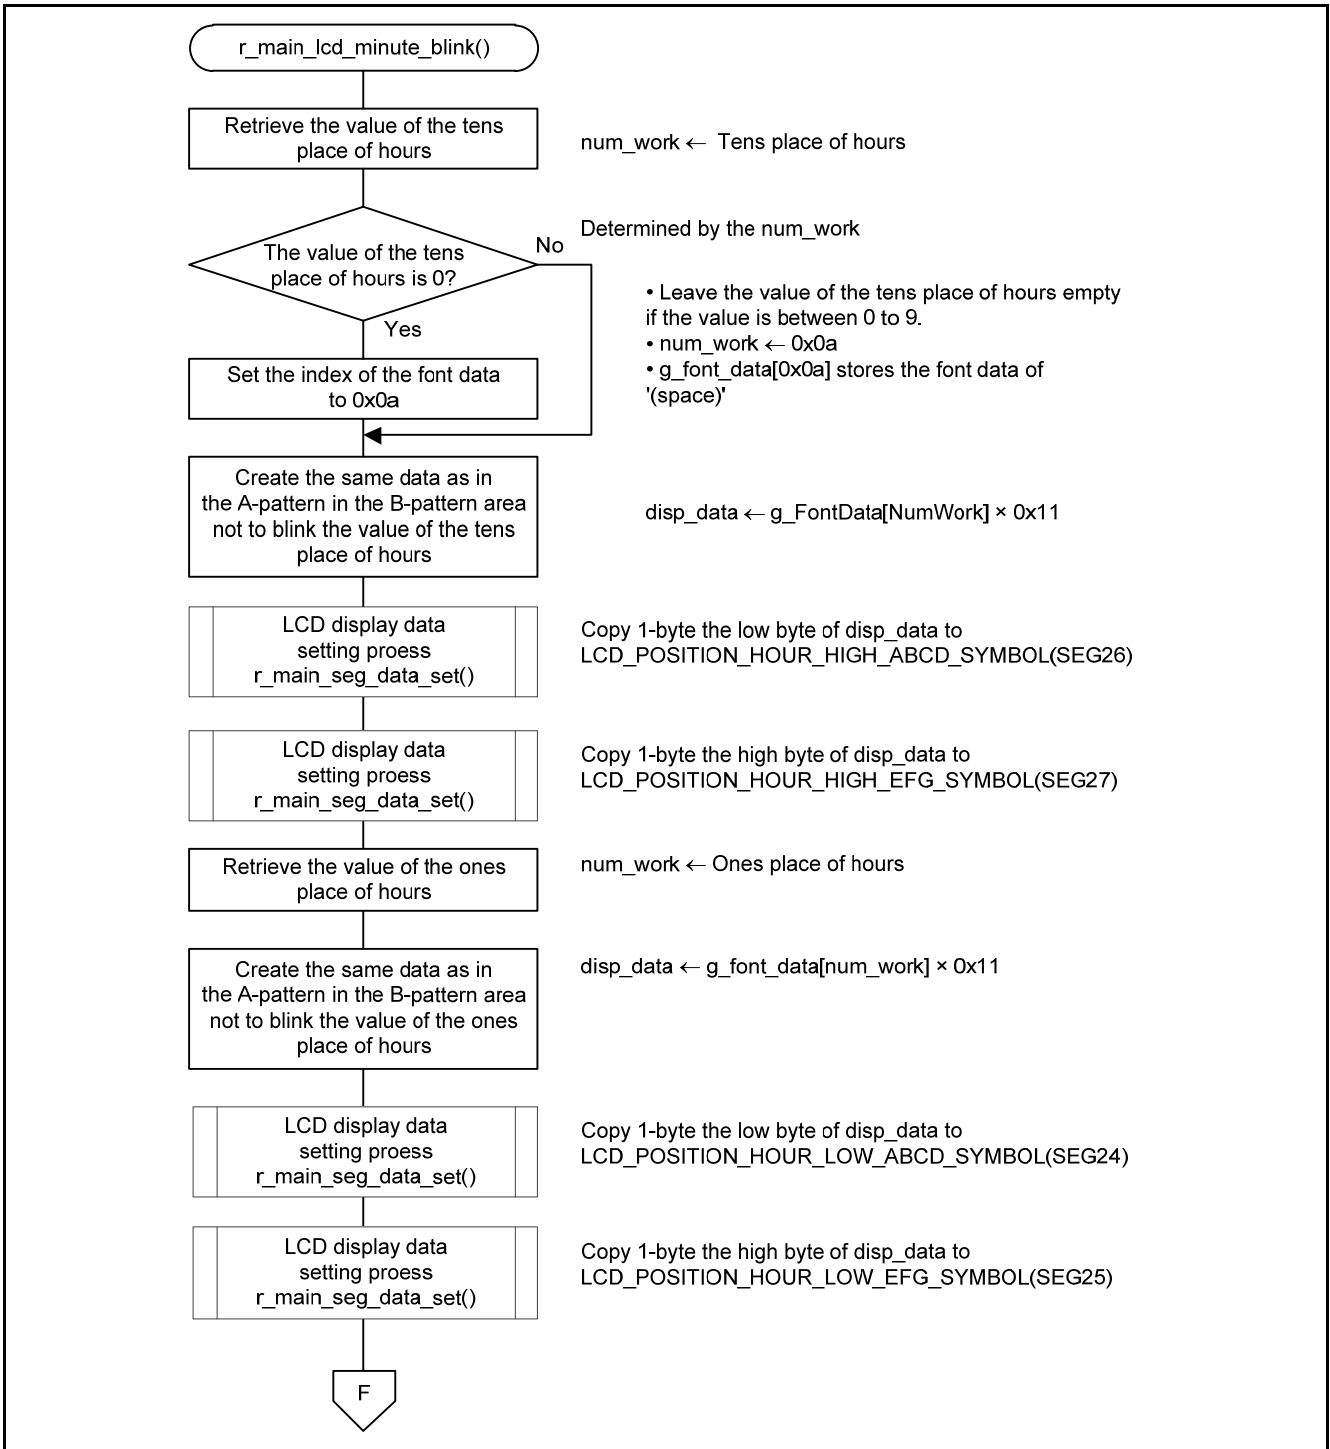 r_main_lcd_minute_blink()
Retrieve the value of the tens
place of hours
num_work ← Tens place of hours
Determined by the num_work
No
The value of the tens
place of hours is 0?
Yes
• Leave the value of the tens place of hours empty
if the value is between 0 to 9.
• num_work ← 0x0a
• g_font_data[0x0a] stores the font data of
'(space)'
Set the index of the font data
to 0x0a
Create the same data as in
the A-pattern in the B-pattern area
not to blink the value of the tens
place of hours
disp_data ← g_FontData[NumWork] × 0x11
LCD display data
setting proess
r_main_seg_data_set()
Copy 1-byte the low byte of disp_data to
LCD_POSITION_HOUR_HIGH_ABCD_SYMBOL(SEG26)
LCD display data
setting proess
r_main_seg_data_set()
Copy 1-byte the high byte of disp_data to
LCD_POSITION_HOUR_HIGH_EFG_SYMBOL(SEG27)
Retrieve the value of the ones
place of hours
num_work ← Ones place of hours
Create the same data as in
the A-pattern in the B-pattern area
not to blink the value of the ones
place of hours
disp_data ← g_font_data[num_work] × 0x11
LCD display data
setting proess
r_main_seg_data_set()
Copy 1-byte the low byte of disp_data to
LCD_POSITION_HOUR_LOW_ABCD_SYMBOL(SEG24)
LCD display data
setting proess
r_main_seg_data_set()
Copy 1-byte the high byte of disp_data to
LCD_POSITION_HOUR_LOW_EFG_SYMBOL(SEG25)
F